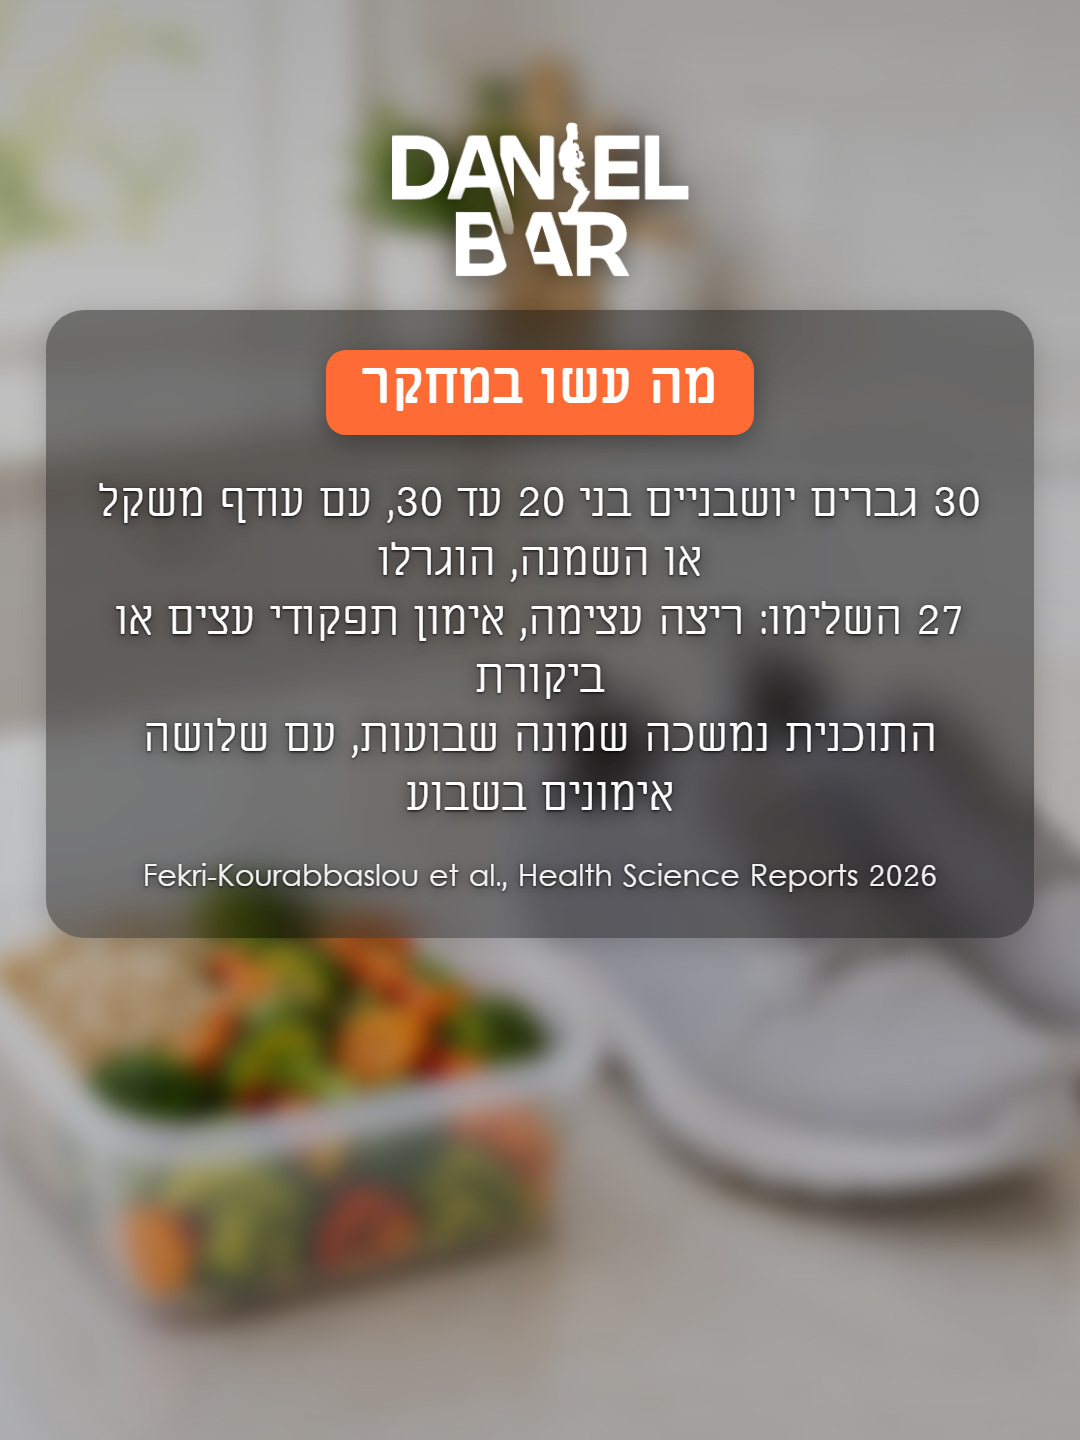 DANIEL
BAR
מה עשו במחקר
30 גברים יושבניים בני 20 עד 30, עם עודף משקל
או השמנה, הוגרלו
27 השלימו: ריצה עצימה, אימון תפקודי עצים או
ביקורת
התוכנית נמשכה שמונה שבועות, עם שלושה
אימונים בשבוע
Fekri-Kourabbaslou et al., Health Science Reports 2026